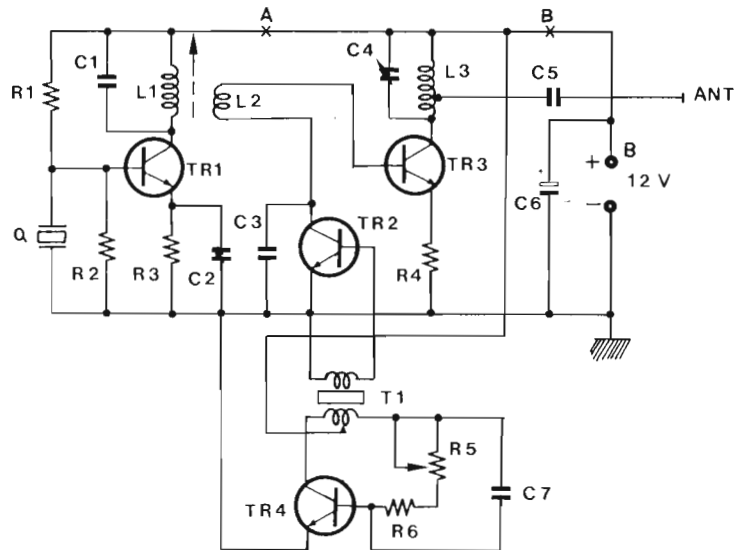 A
B
C1
C4
L3
C5
R1
L1
L2
ANT
TR1
TR3
B
+
12 V
C6
+
−
Q
C3
TR2
R2
R3
C2
R4
T1
R5
C7
TR4
R6